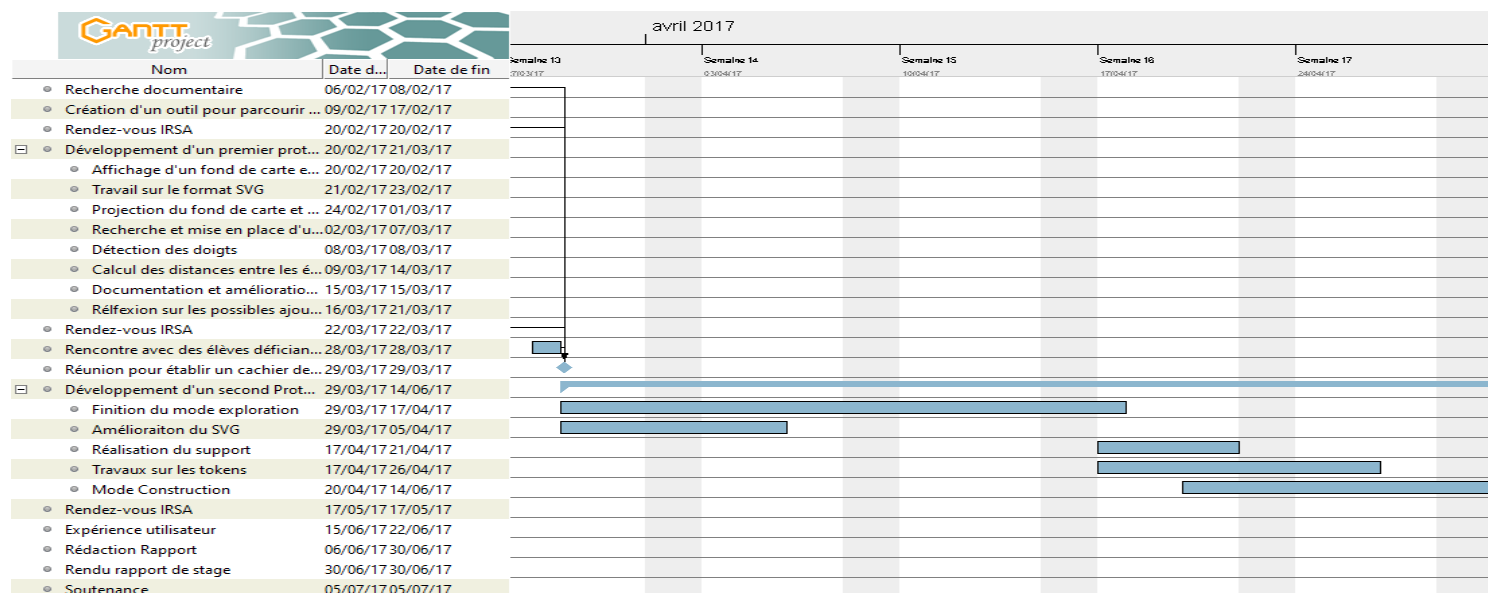 GANTT
project
avril 2017
Semaine 13 Semaine 14 Semaine 15 Semaine 16 Semaine 17
27/03/17 03/04/17 10/04/17 17/04/17 24/04/17
Nom Date d... Date de fin
Recherche documentaire 06/02/17 08/02/17
Création d'un outil pour parcourir ... 09/02/17 17/02/17
Rendez-vous IRSA 20/02/17 20/02/17
Développement d'un premier prot... 20/02/17 21/03/17
Affichage d'un fond de carte e... 20/02/17 20/02/17
Travail sur le format SVG 21/02/17 23/02/17
Projection du fond de carte et ... 24/02/17 01/03/17
Recherche et mise en place d'u... 02/03/17 07/03/17
Détection des doigts 08/03/17 08/03/17
Calcul des distances entre les é... 09/03/17 14/03/17
Documentation et amélioratio... 15/03/17 15/03/17
Rélfexion sur les possibles ajou... 16/03/17 21/03/17
Rendez-vous IRSA 22/03/17 22/03/17
Rencontre avec des élèves défician... 28/03/17 28/03/17
Réunion pour établir un cachier de... 29/03/17 29/03/17
Développement d'un second Prot... 29/03/17 14/06/17
Finition du mode exploration 29/03/17 17/04/17
Amélioraiton du SVG 29/03/17 05/04/17
Réalisation du support 17/04/17 21/04/17
Travaux sur les tokens 17/04/17 26/04/17
Mode Construction 20/04/17 14/06/17
Rendez-vous IRSA 17/05/17 17/05/17
Expérience utilisateur 15/06/17 22/06/17
Rédaction Rapport 06/06/17 30/06/17
Rendu rapport de stage 30/06/17 30/06/17
Soutenance 05/07/17 05/07/17